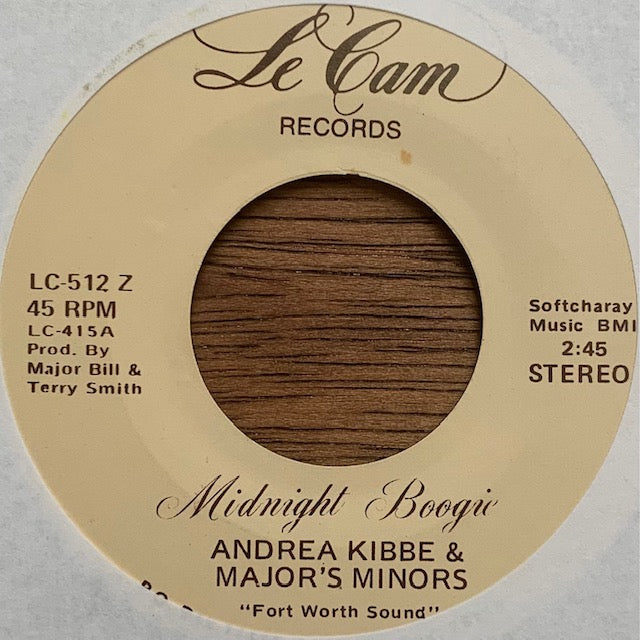 Le Cam
RECORDS
LC-512 Z
45 RPM
LC-415A
Prod. By
Major Bill &
Terry Smith
Softcharay
Music BMI
2:45
STEREO
Midnight Boogie
ANDREA KIBBE &
MAJOR'S MINORS
"Fort Worth Sound"